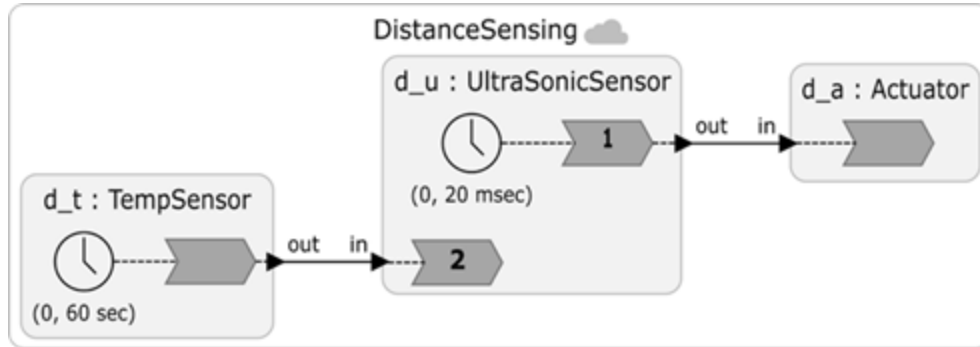 DistanceSensing
d_u : UltraSonicSensor
1
(0, 20 msec)
out
in
d_a : Actuator
d_t : TempSensor
(0, 60 sec)
out
in
2